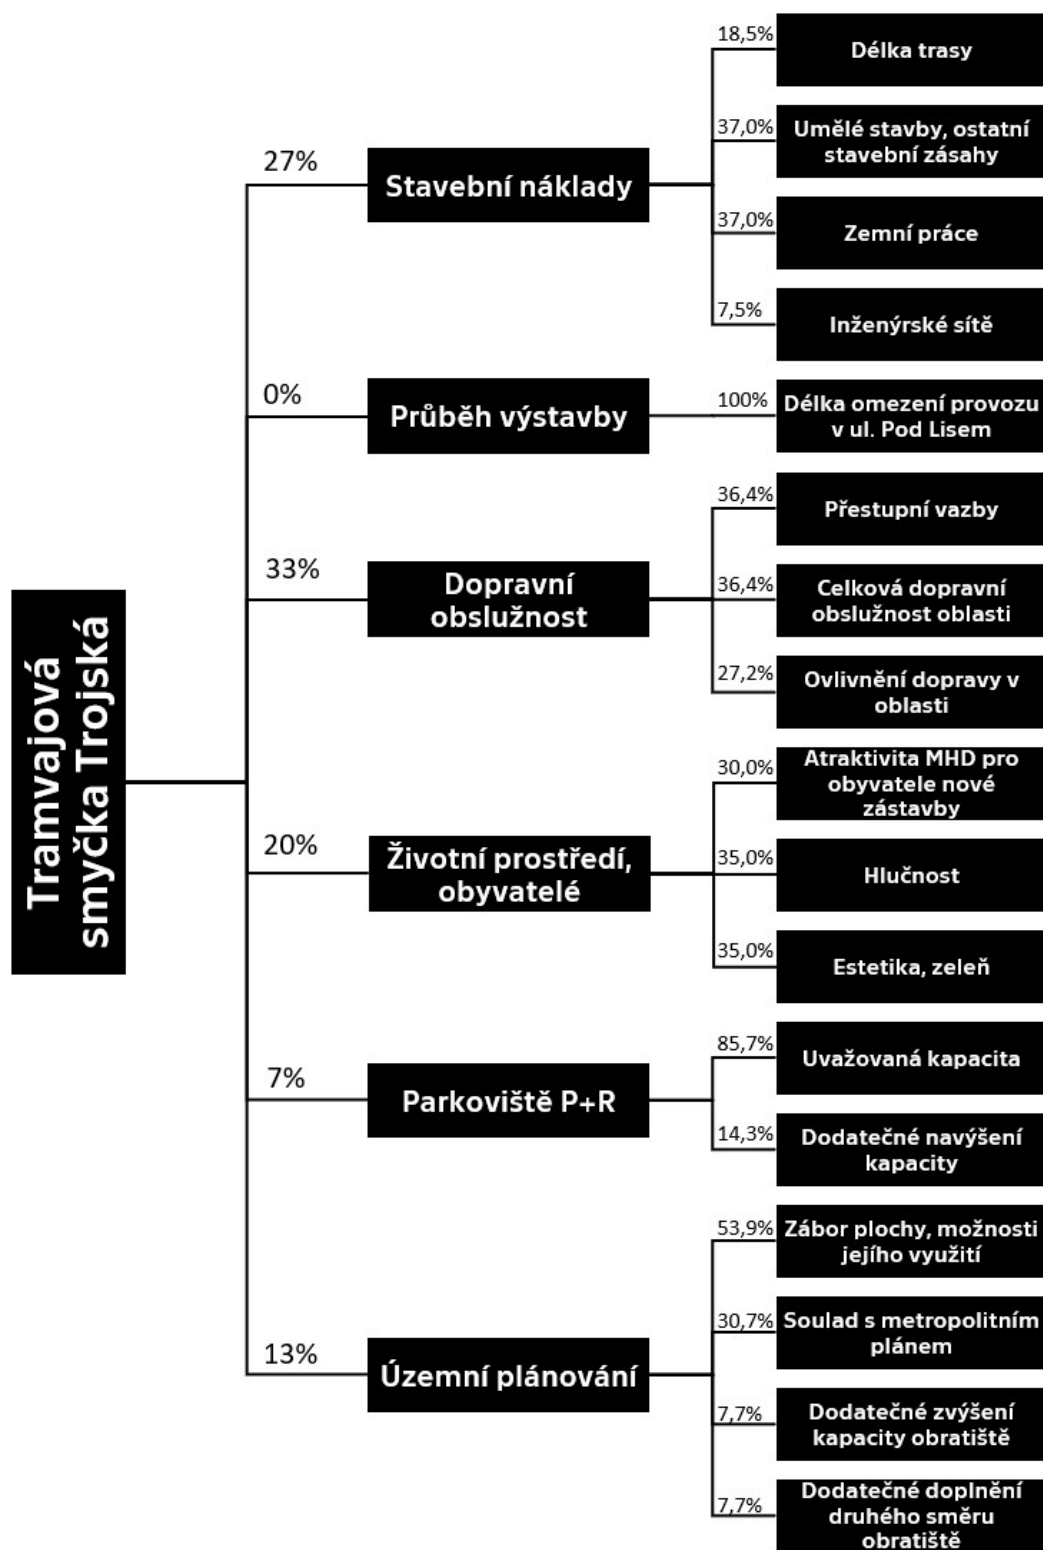 Tramvajová
smyčka Trojská
27%
Stavební náklady
18,5%
Délka trasy
37,0%
Umělé stavby, ostatní
stavební zásahy
37,0%
Zemní práce
7,5%
Inženýrské sítě
0%
Průběh výstavby
100%
Délka omezení provozu
v ul. Pod Lisem
33%
Dopravní
obslužnost
36,4%
Přestupní vazby
36,4%
Celková dopravní
obslužnost oblasti
27,2%
Ovlivnění dopravy v
oblasti
20%
Životní prostředí,
obyvatelé
30,0%
Atraktivita MHD pro
obyvatele nové
zástavby
35,0%
Hlučnost
35,0%
Estetika, zeleň
7%
Parkoviště P+R
85,7%
Uvažovaná kapacita
14,3%
Dodatečné navýšení
kapacity
13%
Územní plánování
53,9%
Zábor plochy, možnosti
jejího využití
30,7%
Soulad s metropolitním
plánem
7,7%
Dodatečné zvýšení
kapacity obratiště
7,7%
Dodatečné doplnění
druhého směru
obratiště